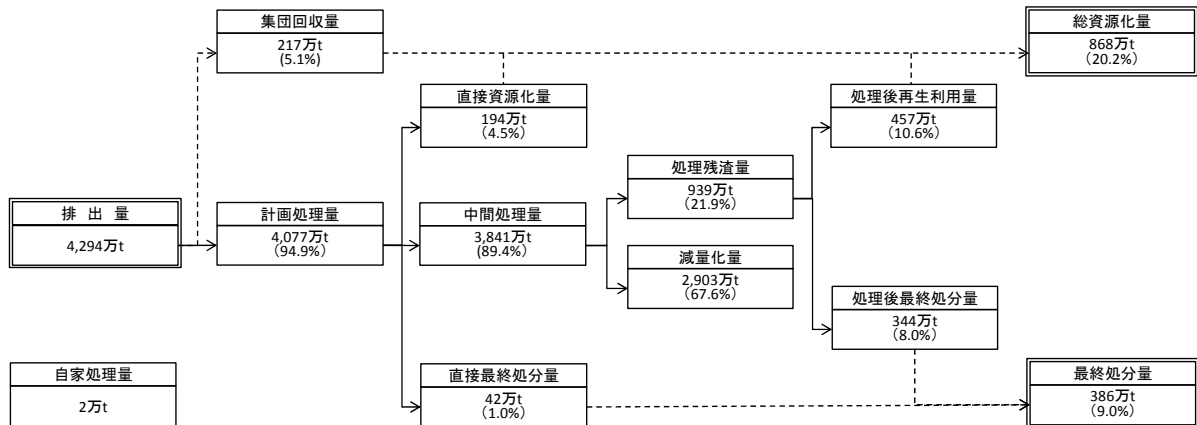 集団回収量
217万t
(5.1%)
総資源化量
868万t
(20.2%)
直接資源化量
194万t
(4.5%)
処理後再生利用量
457万t
(10.6%)
処理残渣量
939万t
(21.9%)
排 出 量
4,294万t
計画処理量
4,077万t
(94.9%)
中間処理量
3,841万t
(89.4%)
減量化量
2,903万t
(67.6%)
処理後最終処分量
344万t
(8.0%)
自家処理量
2万t
直接最終処分量
42万t
(1.0%)
最終処分量
386万t
(9.0%)